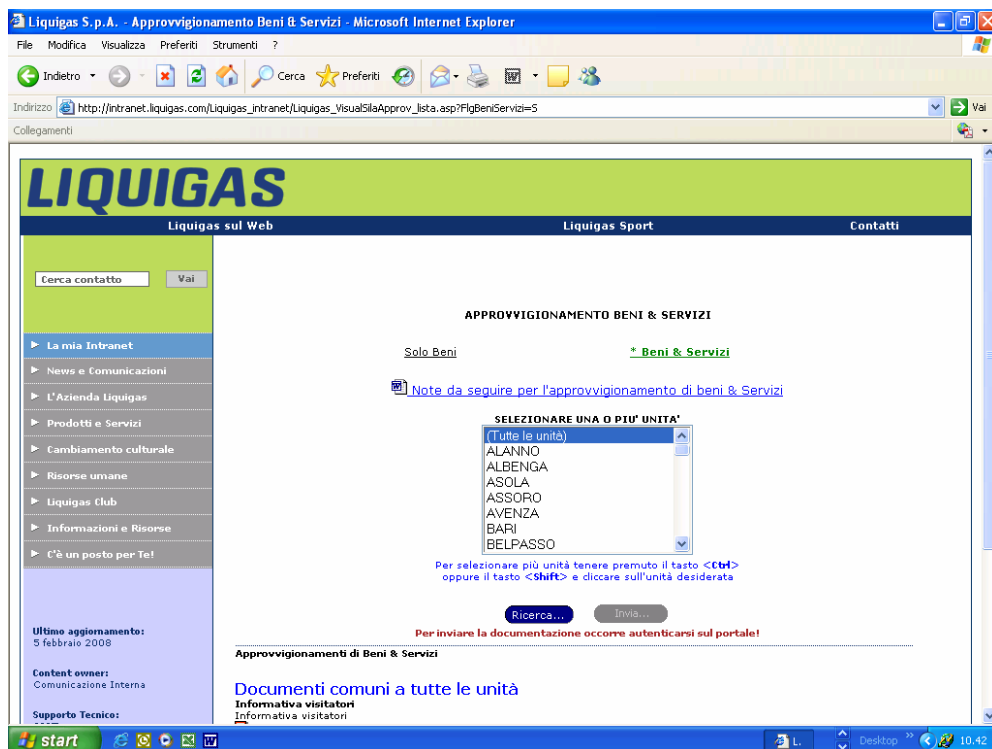 Liquigas S.p.A. - Approvvigionamento Beni & Servizi - Microsoft Internet Explorer
File Modifica Visualizza Preferiti Strumenti ?
Indietro Cerca Preferiti
Indirizzo http://intranet.liquigas.com/Liquigas_intranet/Liquigas_VisualSilaApprov_lista.asp?FlgBeniServizi=S Vai
Collegamenti
LIQUIGAS
Liquigas sul Web Liquigas Sport Contatti
Cerca contatto Vai
APPROVVIGIONAMENTO BENI & SERVIZI
La mia Intranet
Solo Beni * Beni & Servizi
News e Comunicazioni
Note da seguire per l'approvvigionamento di beni & Servizi
L'Azienda Liquigas
Prodotti e Servizi
Cambiamento culturale
Risorse umane
Liquigas Club
Informazioni e Risorse
C'è un posto per Te!
SELEZIONARE UNA O PIU' UNITA'
(Tutte le unità)
ALANNO
ALBENGA
ASOLA
ASSORO
AVENZA
BARI
BELPASSO
Per selezionare più unità tenere premuto il tasto <Ctrl>
oppure il tasto <Shift> e cliccare sull'unità desiderata
Ricerca... Invia...
Per inviare la documentazione occorre autenticarsi sul portale!
Ultimo aggiornamento:
5 febbraio 2008
Content owner:
Comunicazione Interna
Supporto Tecnico:
Approvvigionamenti di Beni & Servizi
Documenti comuni a tutte le unità
Informativa visitatori
Informativa visitatori
start L. Desktop 10.42